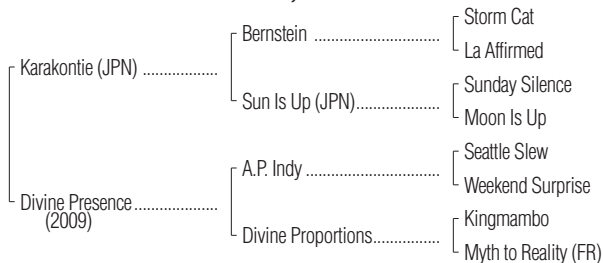 Storm Cat
Bernstein
La Affirmed
Karakontie (JPN)
Sunday Silence
Sun Is Up (JPN)
Moon Is Up
Seattle Slew
A.P. Indy
Weekend Surprise
Divine Presence
(2009)
Kingmambo
Divine Proportions
Myth to Reality (FR)